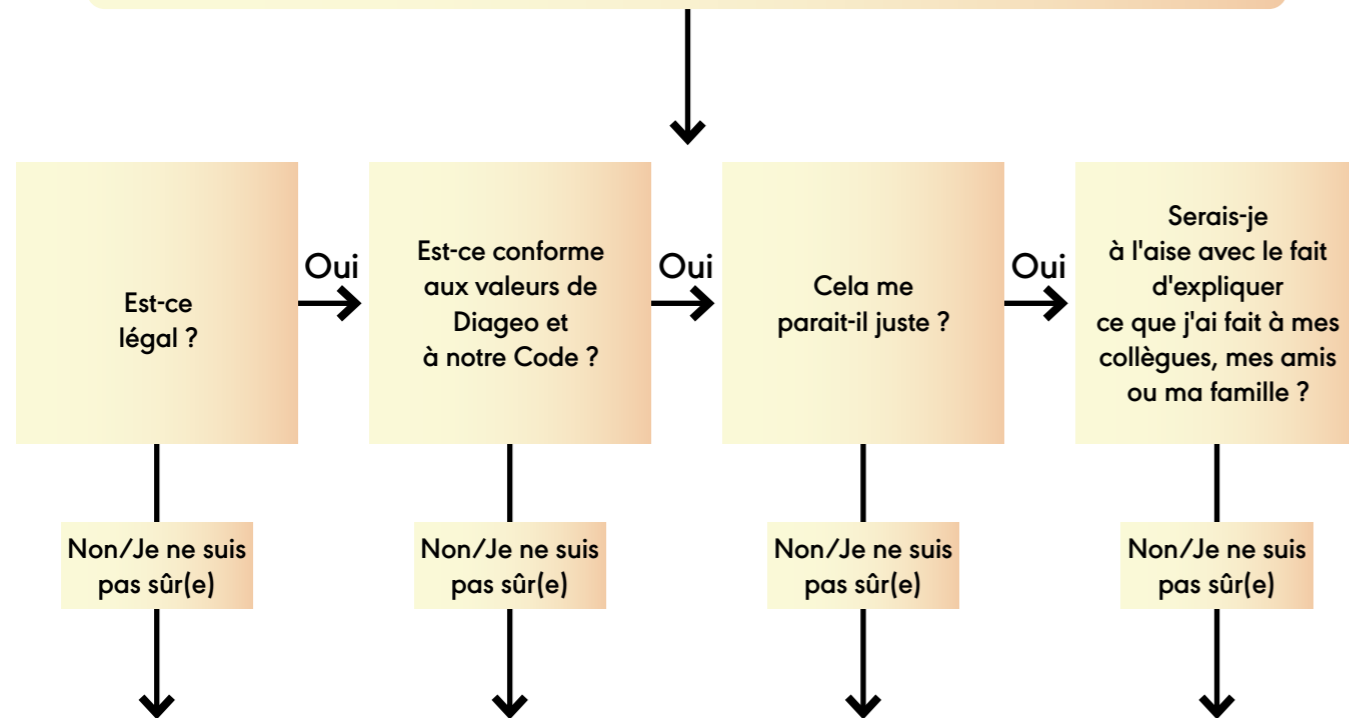 Est-ce
légal ?
Oui
Est-ce conforme
aux valeurs de
Diageo et
à notre Code ?
Oui
Cela me
parait-il juste ?
Oui
Serais-je
à l'aise avec le fait
d'expliquer
ce que j'ai fait à mes
collègues, mes amis
ou ma famille ?
Non/Je ne suis
pas sûr(e)
Non/Je ne suis
pas sûr(e)
Non/Je ne suis
pas sûr(e)
Non/Je ne suis
pas sûr(e)